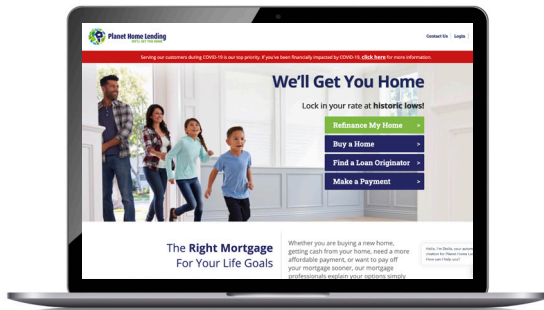 Planet Home Lending
WE'LL GET YOU HOME
Contact Us
Login
Serving our customers during COVID-19 is our top priority. If you've been financially impacted by COVID-19, click here for more information.
We'll Get You Home
Lock in your rate at historic lows!
Refinance My Home >
Buy a Home >
Find a Loan Originator >
Make a Payment >
The Right Mortgage
For Your Life Goals
Whether you are buying a new home,
getting cash from your home, need a more
affordable payment, or want to pay off
your mortgage sooner, our mortgage
professionals explain your options simply
Hello, I'm
your
for Planet Home
How can I help you?